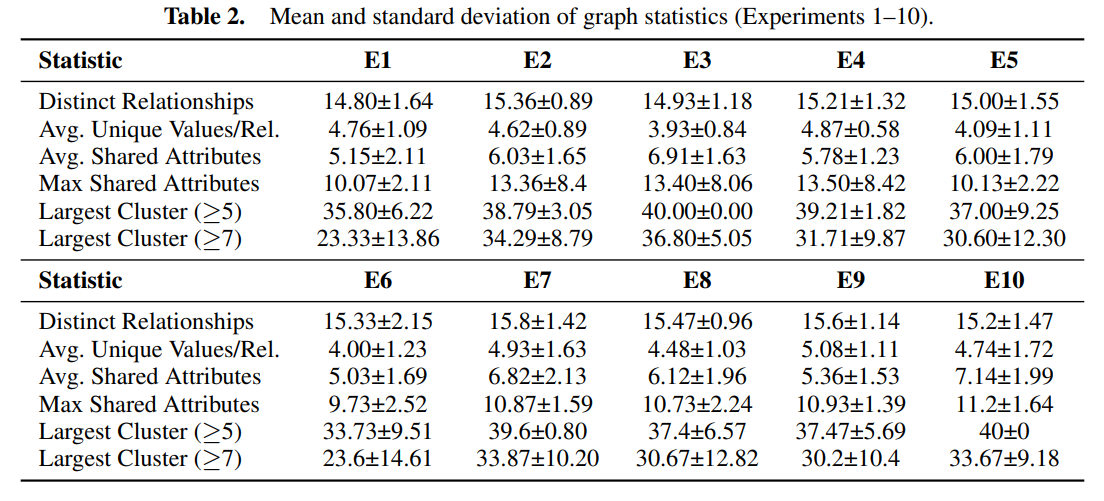 Table 2. Mean and standard deviation of graph statistics (Experiments 1–10).
Statistic E1 E2 E3 E4 E5
Distinct Relationships 14.80±1.64 15.36±0.89 14.93±1.18 15.21±1.32 15.00±1.55
Avg. Unique Values/Rel. 4.76±1.09 4.62±0.89 3.93±0.84 4.87±0.58 4.09±1.11
Avg. Shared Attributes 5.15±2.11 6.03±1.65 6.91±1.63 5.78±1.23 6.00±1.79
Max Shared Attributes 10.07±2.11 13.36±8.4 13.40±8.06 13.50±8.42 10.13±2.22
Largest Cluster (≥5) 35.80±6.22 38.79±3.05 40.00±0.00 39.21±1.82 37.00±9.25
Largest Cluster (≥7) 23.33±13.86 34.29±8.79 36.80±5.05 31.71±9.87 30.60±12.30
Statistic E6 E7 E8 E9 E10
Distinct Relationships 15.33±2.15 15.8±1.42 15.47±0.96 15.6±1.14 15.2±1.47
Avg. Unique Values/Rel. 4.00±1.23 4.93±1.63 4.48±1.03 5.08±1.11 4.74±1.72
Avg. Shared Attributes 5.03±1.69 6.82±2.13 6.12±1.96 5.36±1.53 7.14±1.99
Max Shared Attributes 9.73±2.52 10.87±1.59 10.73±2.24 10.93±1.39 11.2±1.64
Largest Cluster (≥5) 33.73±9.51 39.6±0.80 37.4±6.57 37.47±5.69 40±0
Largest Cluster (≥7) 23.6±14.61 33.87±10.20 30.67±12.82 30.2±10.4 33.67±9.18